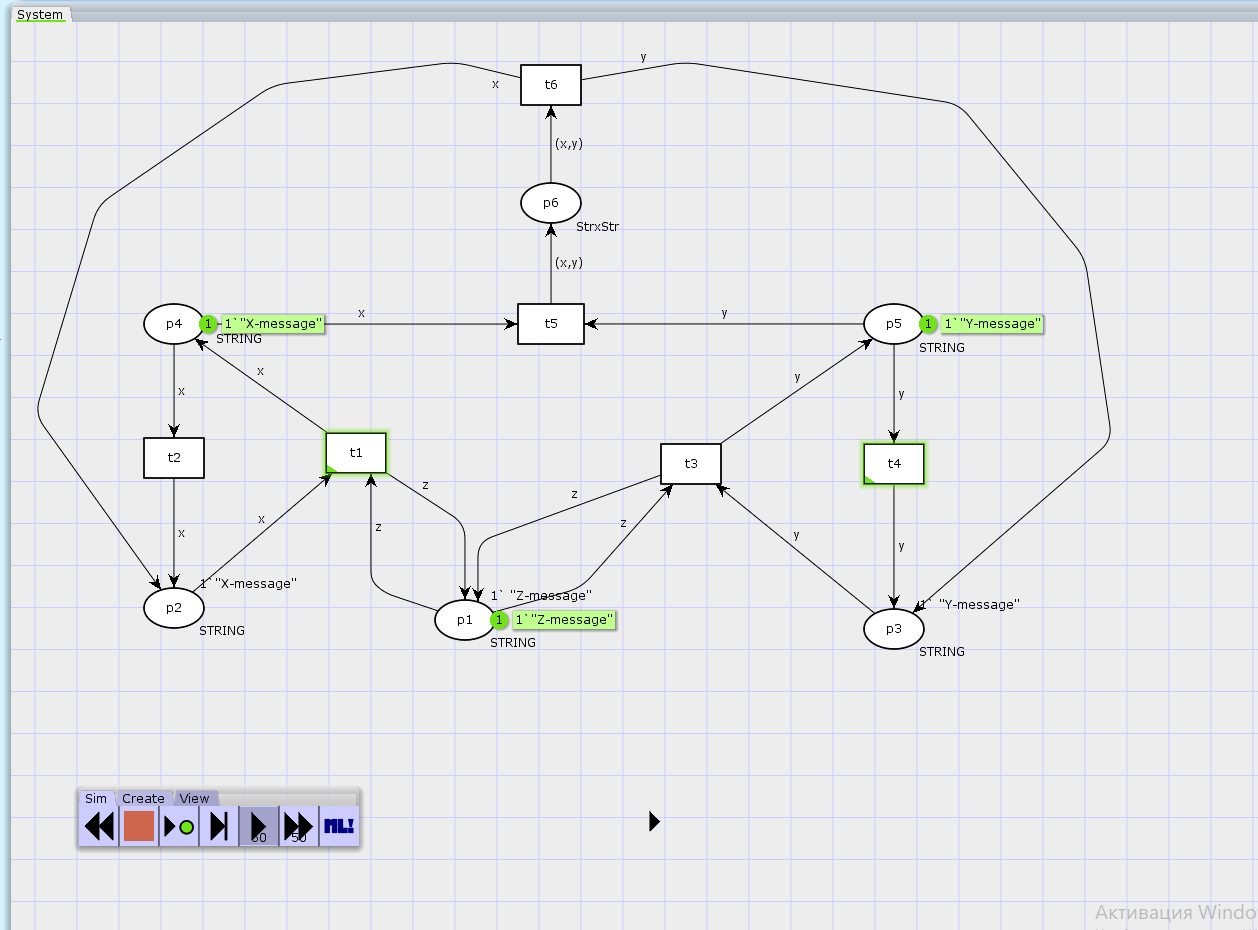 System
y
t6
x
(x,y)
p6
StrxStr
(x,y)
x
y
p4
1
1`"X-message"
t5
p5
1
1`"Y-message"
STRING
STRING
x
y
x
y
t1
t2
t3
t4
z
z
x
z
z
x
y
y
1`"X-message"
1` "Z-message"
1` "Y-message"
p2
p1
1
1`"Z-message"
p3
STRING
STRING
STRING
Sim Create View
50
50
ML!
Активация Windo